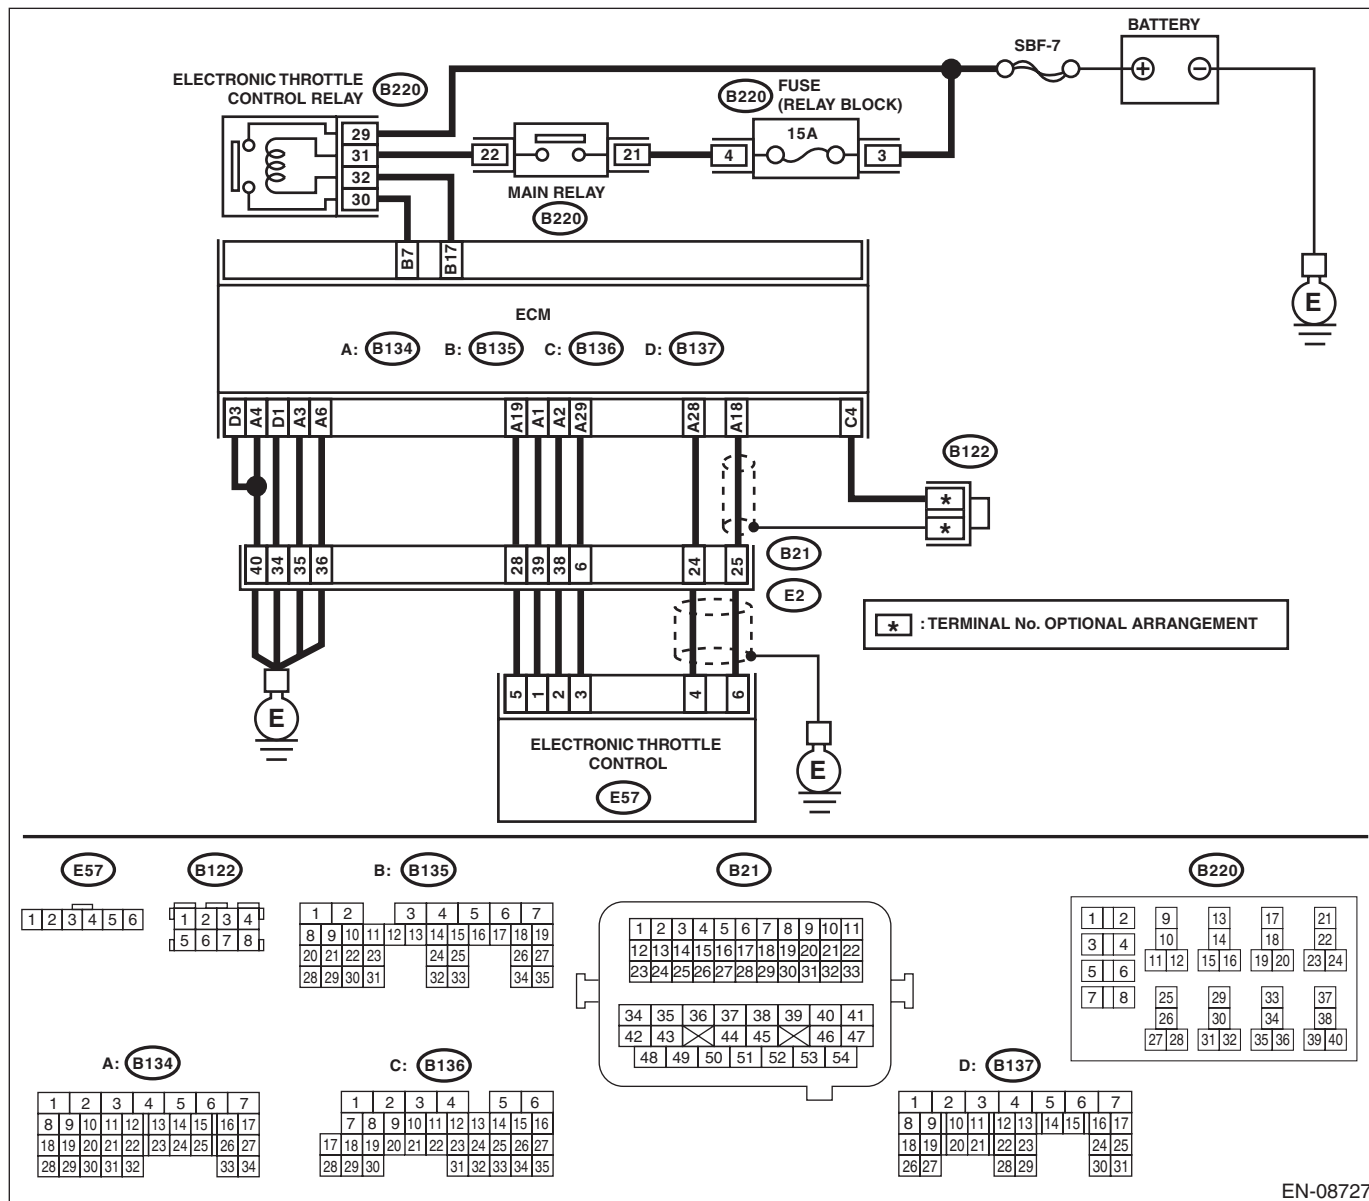 BATTERY
SBF-7
ELECTRONIC THROTTLE
CONTROL RELAY
B220
B220
FUSE
(RELAY BLOCK)
15A
29
31
32
30
22
21
4
3
MAIN RELAY
B220
E
B7
B17
ECM
A: B134 B: B135 C: B136 D: B137
D3 A4 D1 A3 A6 A19 A1 A2 A29 A28 A18 C4
B122
*
*
40 34 35 36 28 39 38 6 24 25
B21
E2
* : TERMINAL No. OPTIONAL ARRANGEMENT
5 1 2 3 4 6
E
ELECTRONIC THROTTLE
CONTROL
E57
E
E57
1 2 3 4 5 6
B122
1 2 3 4
5 6 7 8
B: B135
1 2 3 4 5 6 7
8 9 10 11 12 13 14 15 16 17 18 19
20 21 22 23 24 25 26 27
28 29 30 31 32 33 34 35
B21
1 2 3 4 5 6 7 8 9 10 11
12 13 14 15 16 17 18 19 20 21 22
23 24 25 26 27 28 29 30 31 32 33
34 35 36 37 38 39 40 41
42 43 44 45 46 47
48 49 50 51 52 53 54
B220
1 2 9 13 17 21
3 4 10 14 18 22
11 12 15 16 19 20 23 24
5 6
7 8 25 29 33 37
26 30 34 38
27 28 31 32 35 36 39 40
A: B134
1 2 3 4 5 6 7
8 9 10 11 12 13 14 15 16 17
18 19 20 21 22 23 24 25 26 27
28 29 30 31 32 33 34
C: B136
1 2 3 4 5 6
7 8 9 10 11 12 13 14 15 16
17 18 19 20 21 22 23 24 25 26 27
28 29 30 31 32 33 34 35
D: B137
1 2 3 4 5 6 7
8 9 10 11 12 13 14 15 16 17
18 19 20 21 22 23 24 25
26 27 28 29 30 31
EN-08727